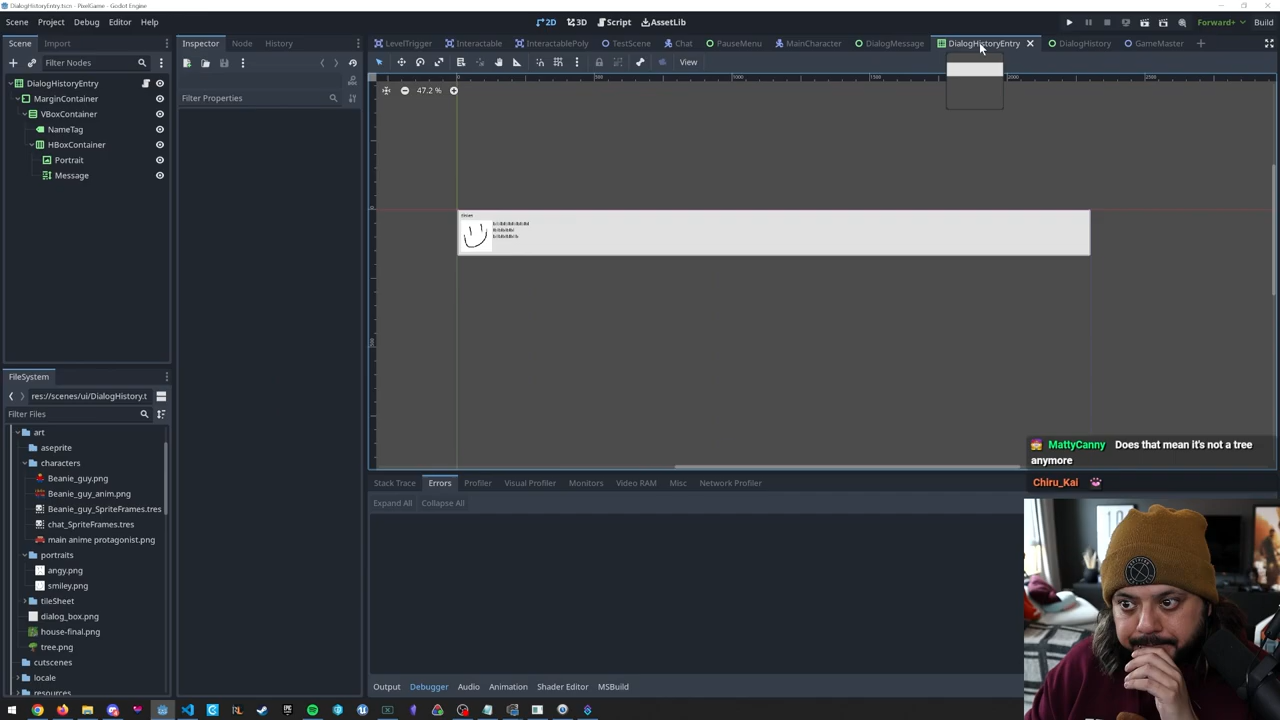 DialogHistoryEntry.tscn - PixelGame - Godot Engine
Scene Project Debug Editor Help
2D 3D Script AssetLib
Forward+ Build
Scene Import
Inspector Node History
LevelTrigger Interactable InteractablePoly TestScene Chat PauseMenu MainCharacter DialogMessage DialogHistoryEntry DialogHistory GameMaster
Filter Nodes
View
DialogHistoryEntry
MarginContainer
VBoxContainer
NameTag
HBoxContainer
Portrait
Message
Filter Properties
47.2 %
500 1000 1500 2000 2500
FileSystem
res://scenes/ui/DialogHistory.t
Filter Files
art
aseprite
characters
Beanie_guy.png
Beanie_guy_anim.png
Beanie_guy_SpriteFrames.tres
chat_SpriteFrames.tres
main anime protagonist.png
portraits
angy.png
smiley.png
tileSheet
dialog_box.png
house-final.png
tree.png
cutscenes
locale
resources
MattyCanny Does that mean it's not a tree
anymore
Chiru_Kai
Stack Trace Errors Profiler Visual Profiler Monitors Video RAM Misc Network Profiler
Expand All Collapse All
Output Debugger Audio Animation Shader Editor MSBuild